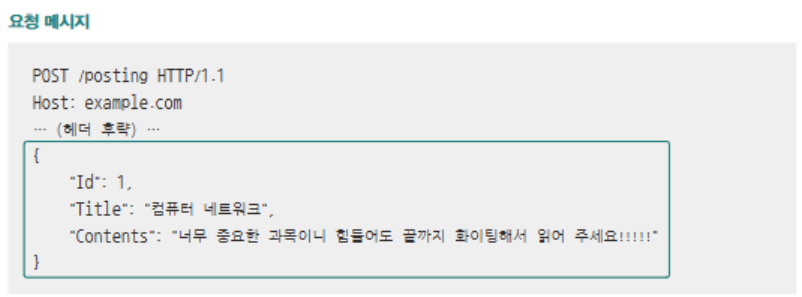 요청 메시지
POST /posting HTTP/1.1
Host: example.com
… (헤더 후략) …
{
"Id": 1,
"Title": "컴퓨터 네트워크",
"Contents": "너무 중요한 과목이니 힘들어도 끝까지 화이팅해서 읽어 주세요!!!!!"
}